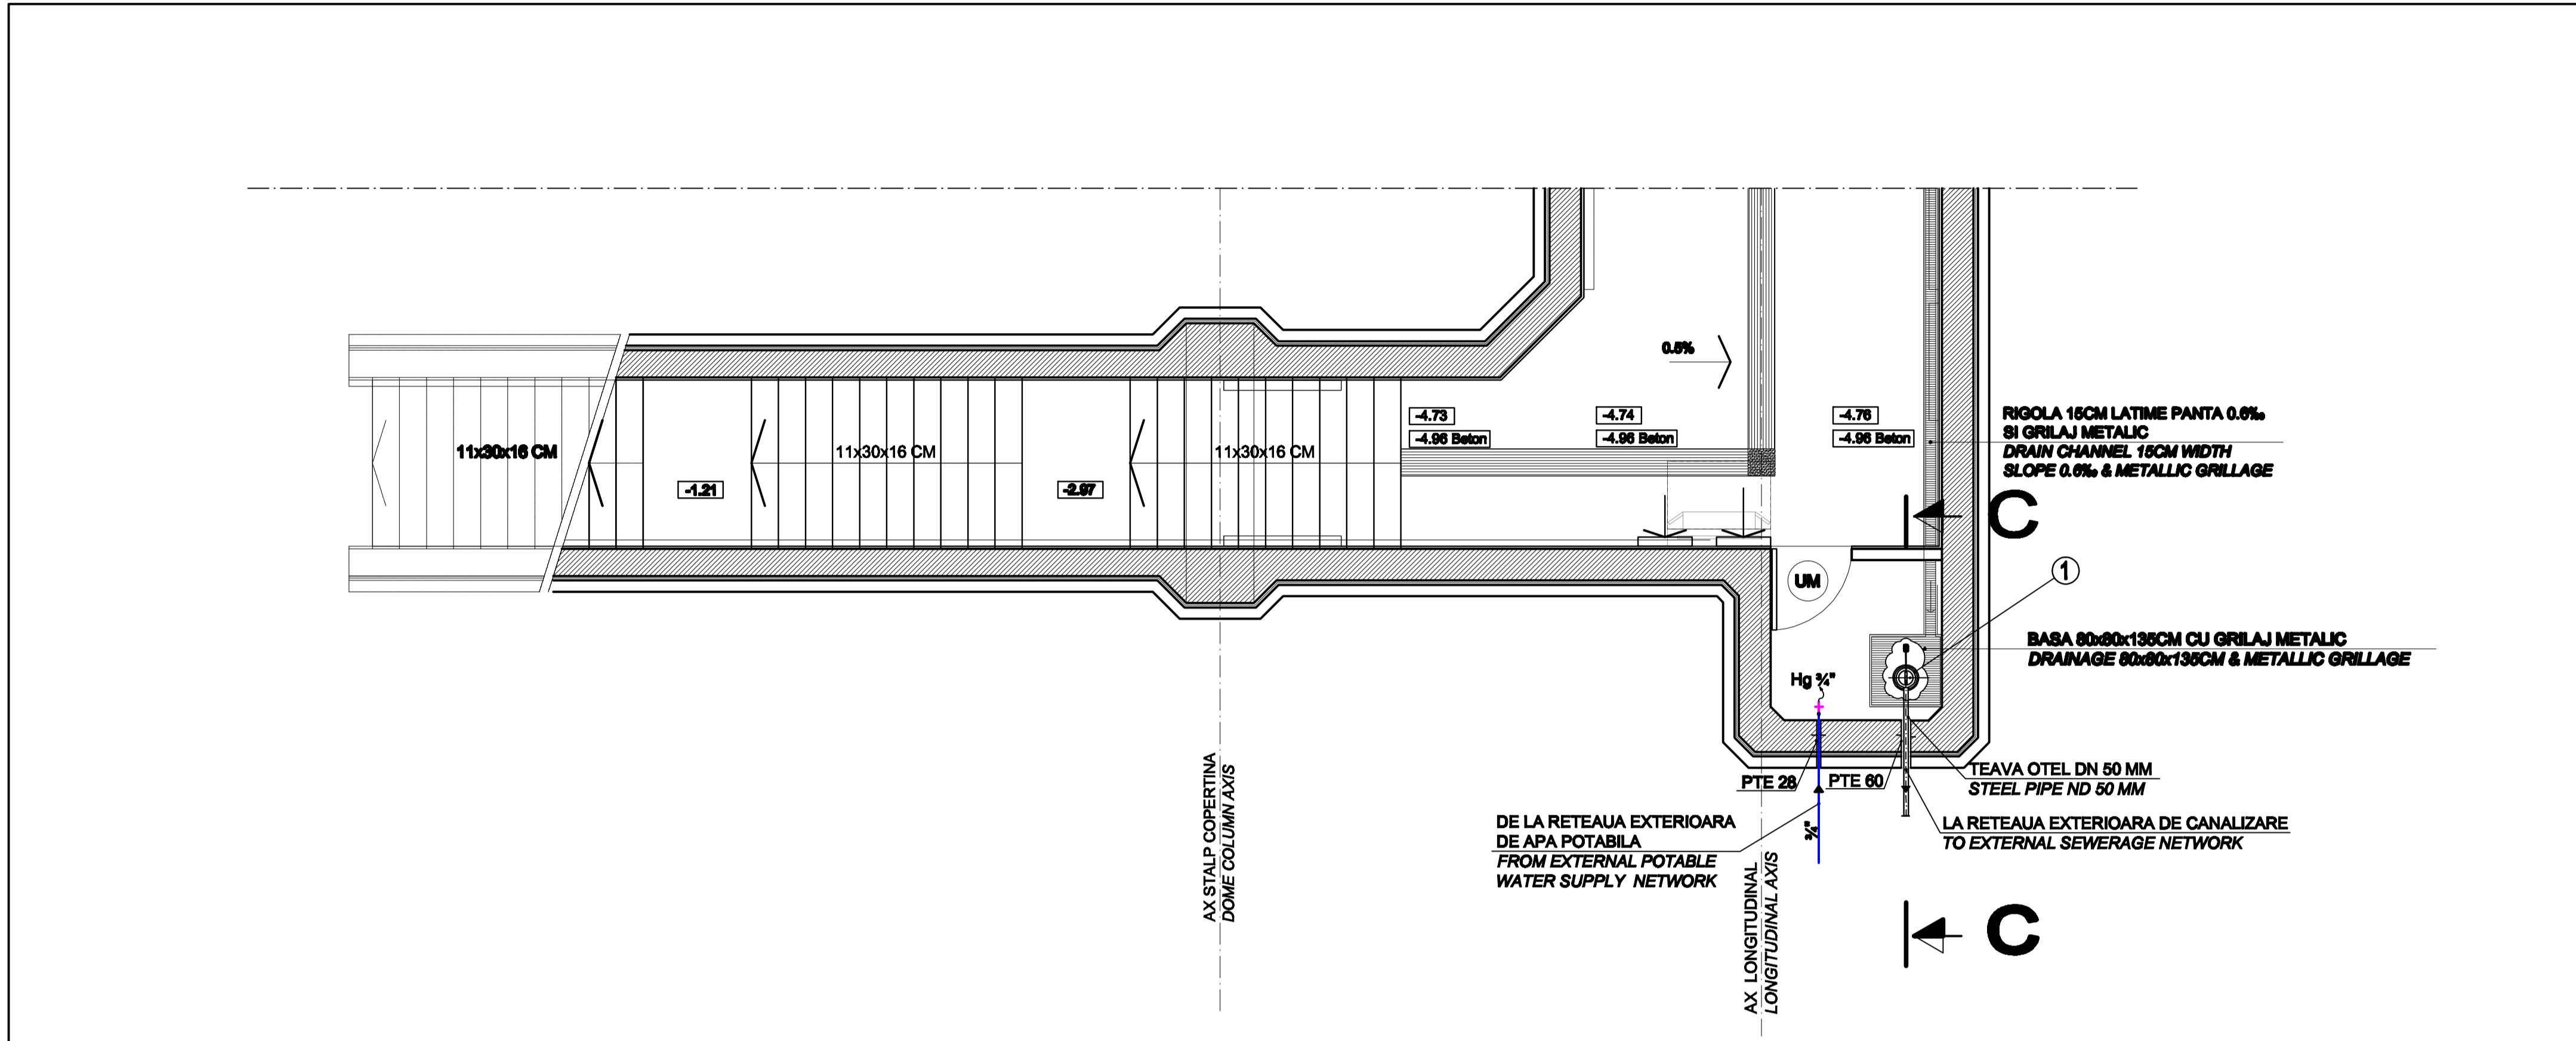 0.5%
-4.73
-4.96 Beton
-4.74
-4.96 Beton
-4.76
-4.96 Beton
11x30x16 CM
11x30x16 CM
11x30x16 CM
-1.21
-2.97
RIGOLA 15CM LATIME PANTA 0.6‰
SI GRILAJ METALIC
DRAIN CHANNEL 15CM WIDTH
SLOPE 0.6‰ & METALLIC GRILLAGE
C
1
UM
BASA 80x80x135CM CU GRILAJ METALIC
DRAINAGE 80x80x135CM & METALLIC GRILLAGE
Hg ¾"
PTE 28
PTE 60
TEAVA OTEL DN 50 MM
STEEL PIPE ND 50 MM
DE LA RETEAUA EXTERIOARA
DE APA POTABILA
FROM EXTERNAL POTABLE
WATER SUPPLY NETWORK
¾"
LA RETEAUA EXTERIOARA DE CANALIZARE
TO EXTERNAL SEWERAGE NETWORK
AX STALP COPERTINA
DOME COLUMN AXIS
AX LONGITUDINAL
LONGITUDINAL AXIS
C